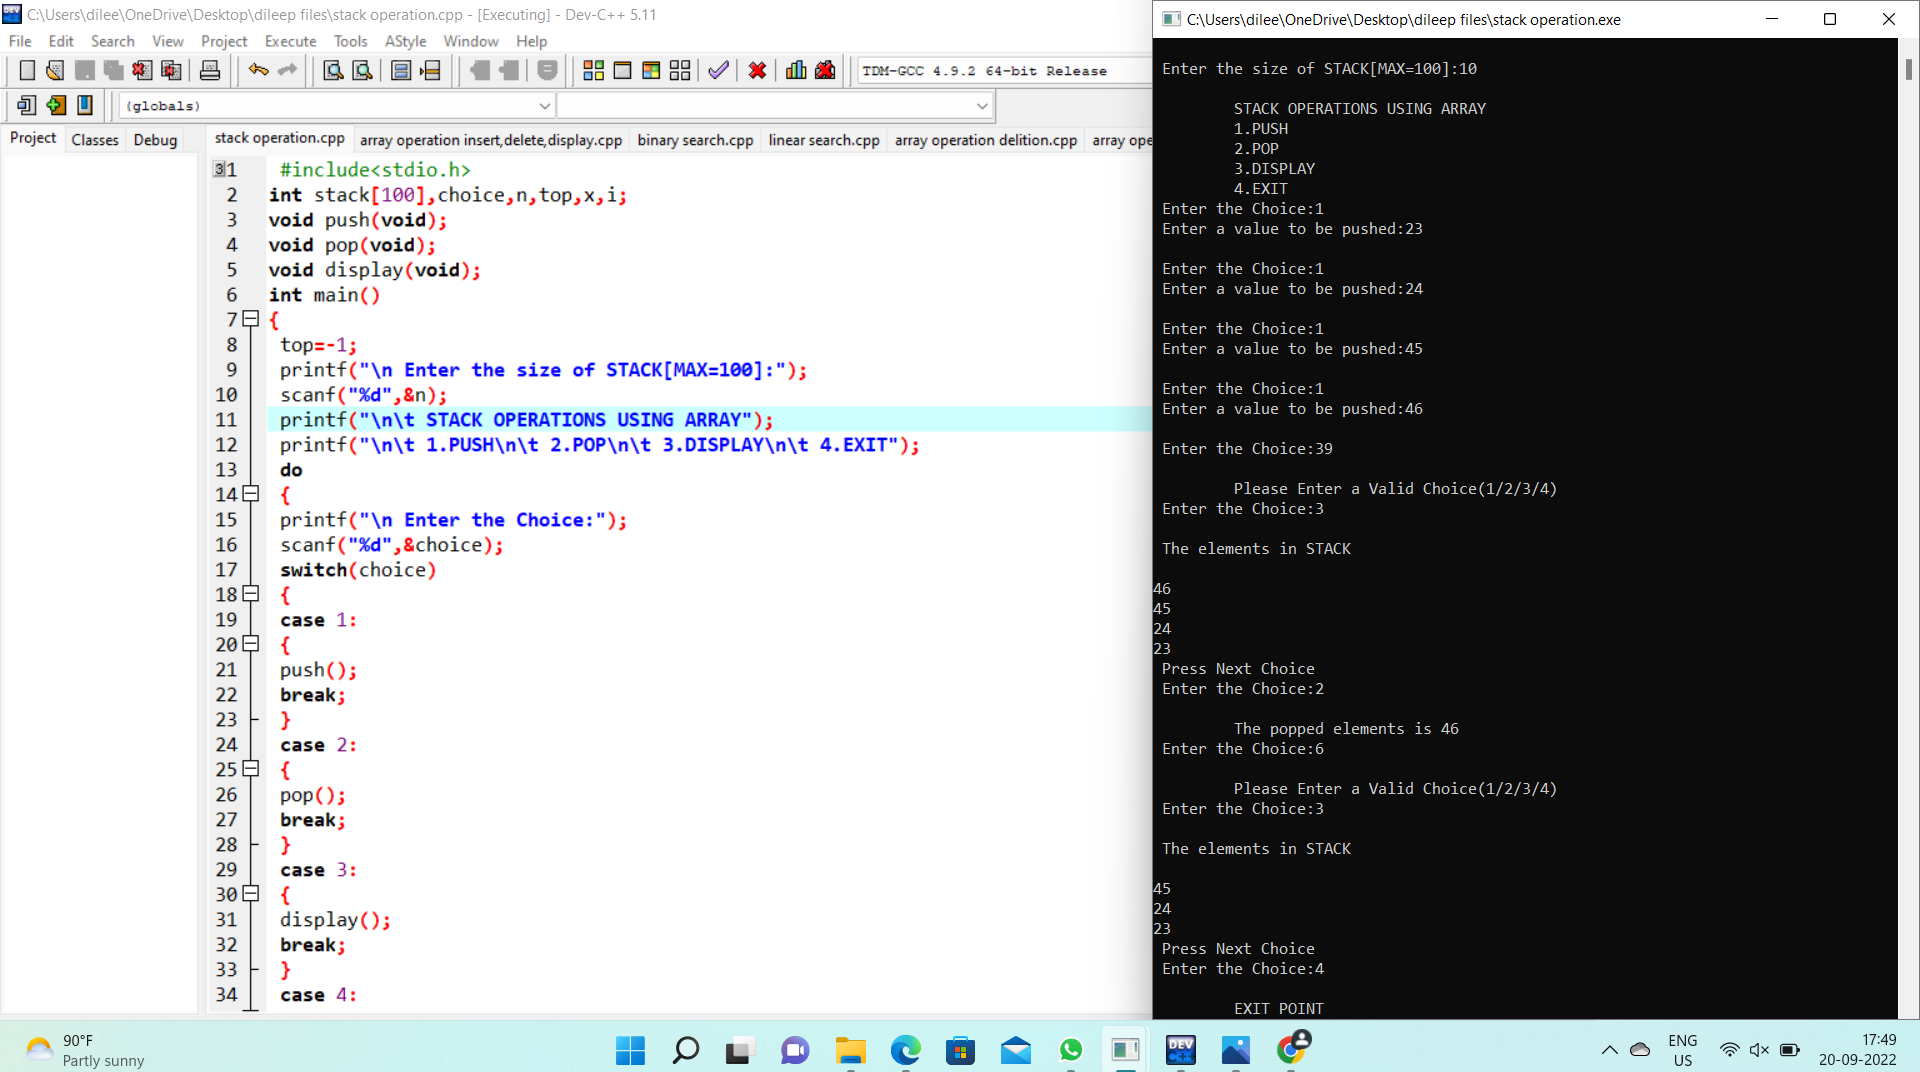 C:\Users\dilee\OneDrive\Desktop\dileep files\stack operation.cpp - [Executing] - Dev-C++ 5.11
File Edit Search View Project Execute Tools AStyle Window Help
TDM-GCC 4.9.2 64-bit Release
(globals)
Project Classes Debug
stack operation.cpp array operation insert,delete,display.cpp binary search.cpp linear search.cpp array operation delition.cpp array ope
1 #include<stdio.h>
2 int stack[100],choice,n,top,x,i;
3 void push(void);
4 void pop(void);
5 void display(void);
6 int main()
7 {
8 top=-1;
9 printf("\n Enter the size of STACK[MAX=100]:");
10 scanf("%d",&n);
11 printf("\n\t STACK OPERATIONS USING ARRAY");
12 printf("\n\t 1.PUSH\n\t 2.POP\n\t 3.DISPLAY\n\t 4.EXIT");
13 do
14 {
15 printf("\n Enter the Choice:");
16 scanf("%d",&choice);
17 switch(choice)
18 {
19 case 1:
20 {
21 push();
22 break;
23 }
24 case 2:
25 {
26 pop();
27 break;
28 }
29 case 3:
30 {
31 display();
32 break;
33 }
34 case 4:
C:\Users\dilee\OneDrive\Desktop\dileep files\stack operation.exe
Enter the size of STACK[MAX=100]:10
STACK OPERATIONS USING ARRAY
1.PUSH
2.POP
3.DISPLAY
4.EXIT
Enter the Choice:1
Enter a value to be pushed:23
Enter the Choice:1
Enter a value to be pushed:24
Enter the Choice:1
Enter a value to be pushed:45
Enter the Choice:1
Enter a value to be pushed:46
Enter the Choice:39
Please Enter a Valid Choice(1/2/3/4)
Enter the Choice:3
The elements in STACK
46
45
24
23
Press Next Choice
Enter the Choice:2
The popped elements is 46
Enter the Choice:6
Please Enter a Valid Choice(1/2/3/4)
Enter the Choice:3
The elements in STACK
45
24
23
Press Next Choice
Enter the Choice:4
EXIT POINT
90°F
Partly sunny
DEV
C++
ENG
US
17:49
20-09-2022